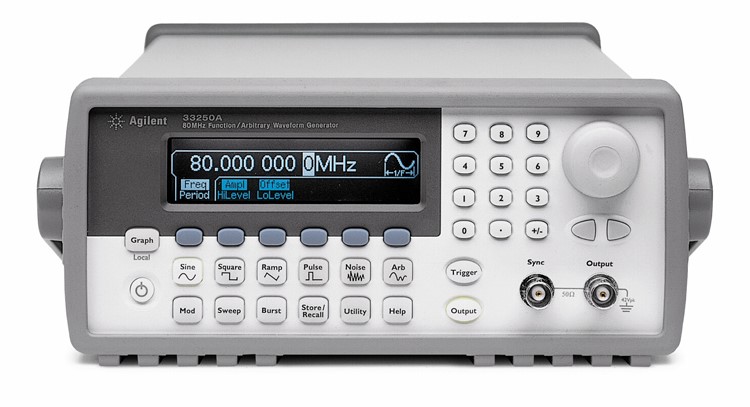 Agilent
33250A
80MHz Function/Arbitrary Waveform Generator
80.000 000 0MHz
1/F
Freq Ampl Offset
Period HiLevel LoLevel
7 8 9
4 5 6
1 2 3
0 . +/-
Graph
Local
Sine Square Ramp Pulse Noise Arb
Mod Sweep Burst Store/
Recall Utility Help
Trigger
Output
Sync Output
50Ω
42Vpk